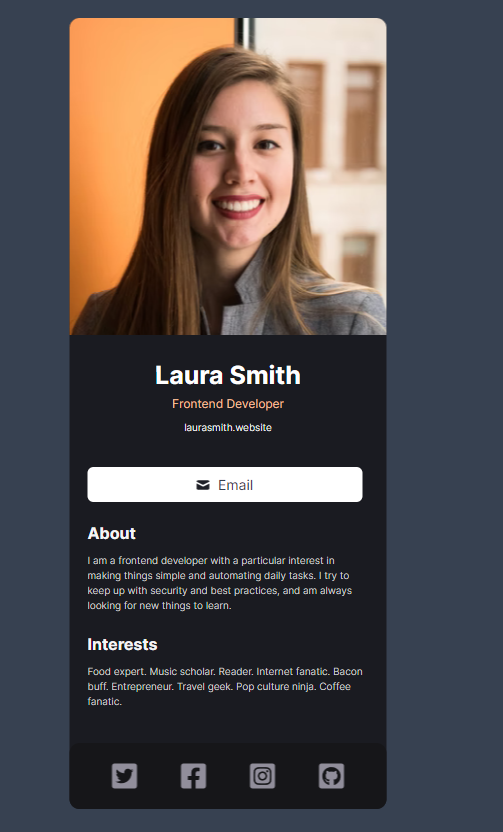 Laura Smith
Frontend Developer
laurasmith.website
Email
About
I am a frontend developer with a particular interest in
making things simple and automating daily tasks. I try to
keep up with security and best practices, and am always
looking for new things to learn.
Interests
Food expert. Music scholar. Reader. Internet fanatic. Bacon
buff. Entrepreneur. Travel geek. Pop culture ninja. Coffee
fanatic.